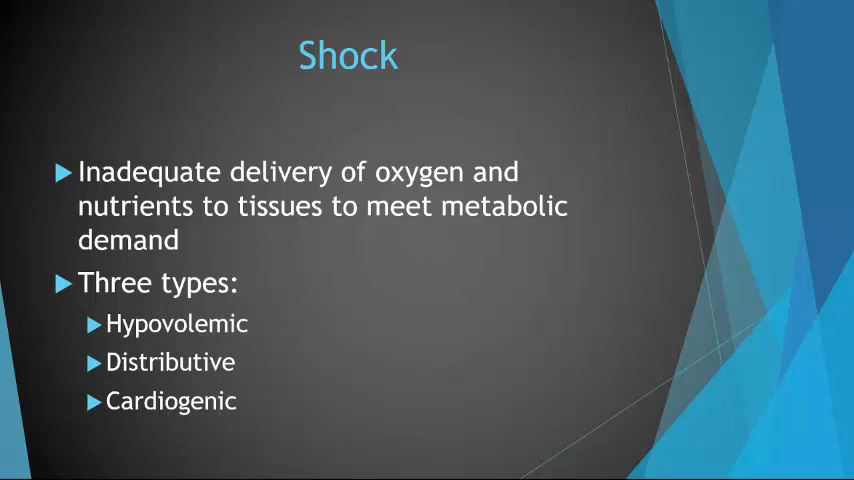 Shock
Inadequate delivery of oxygen and
nutrients to tissues to meet metabolic
demand
Three types:
Hypovolemic
Distributive
Cardiogenic